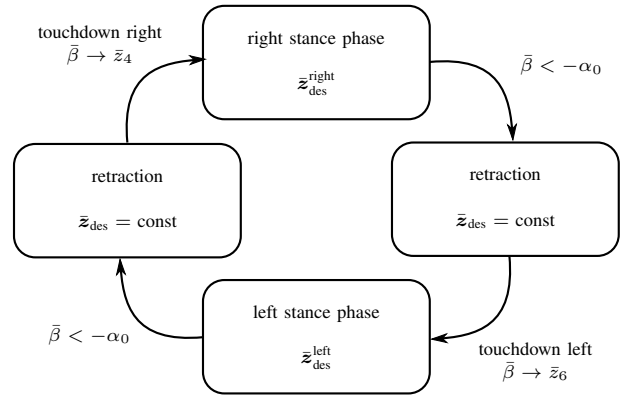 touchdown right
β̄ → z̄₄
right stance phase
z̄ᵈᵉˢ^right
β̄ < −α₀
retraction
z̄_des = const
retraction
z̄_des = const
left stance phase
z̄_des^left
β̄ < −α₀
touchdown left
β̄ → z̄₆